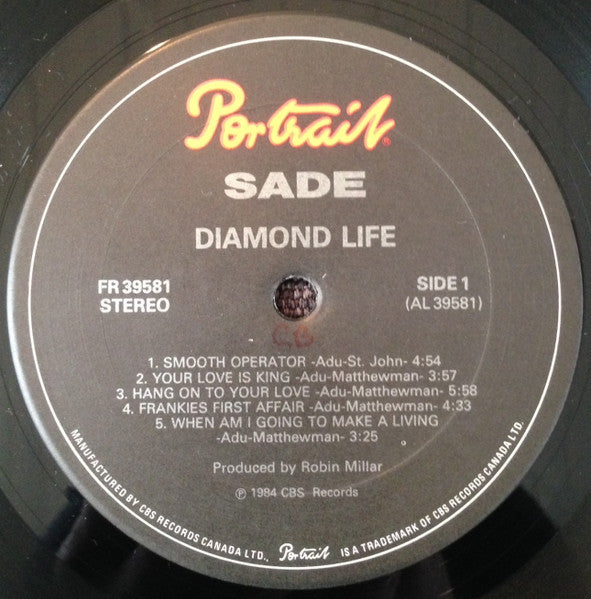 Portrait®
SADE
DIAMOND LIFE
FR 39581
STEREO
SIDE 1
(AL 39581)
C.B.
1. SMOOTH OPERATOR -Adu-St. John- 4:54
2. YOUR LOVE IS KING -Adu-Matthewman- 3:57
3. HANG ON TO YOUR LOVE -Adu-Matthewman- 5:58
4. FRANKIES FIRST AFFAIR -Adu-Matthewman- 4:33
5. WHEN AM I GOING TO MAKE A LIVING
-Adu-Matthewman- 3:25
Produced by Robin Millar
℗ 1984 CBS Records
MANUFACTURED BY CBS RECORDS CANADA LTD., Portrait IS A TRADEMARK OF CBS RECORDS CANADA LTD.